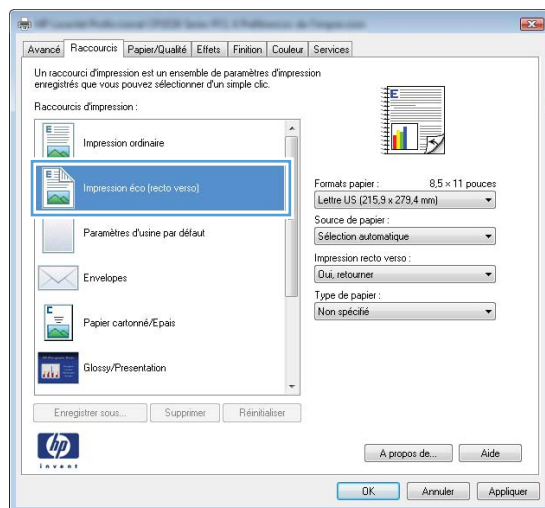 Avancé Raccourcis Papier/Qualité Effets Finition Couleur Services
Un raccourci d'impression est un ensemble de paramètres d'impression
enregistrés que vous pouvez sélectionner d'un simple clic.
Raccourcis d'impression :
Impression ordinaire
Impression éco (recto verso)
Paramètres d'usine par défaut
Envelopes
Papier cartonné/Epais
Glossy/Presentation
Enregistrer sous... Supprimer Réinitialiser
Formats papier : 8,5 × 11 pouces
Lettre US (215,9 x 279,4 mm)
Source de papier :
Sélection automatique
Impression recto verso :
Oui, retourner
Type de papier :
Non spécifié
hp
invent
A propos de... Aide
OK Annuler Appliquer